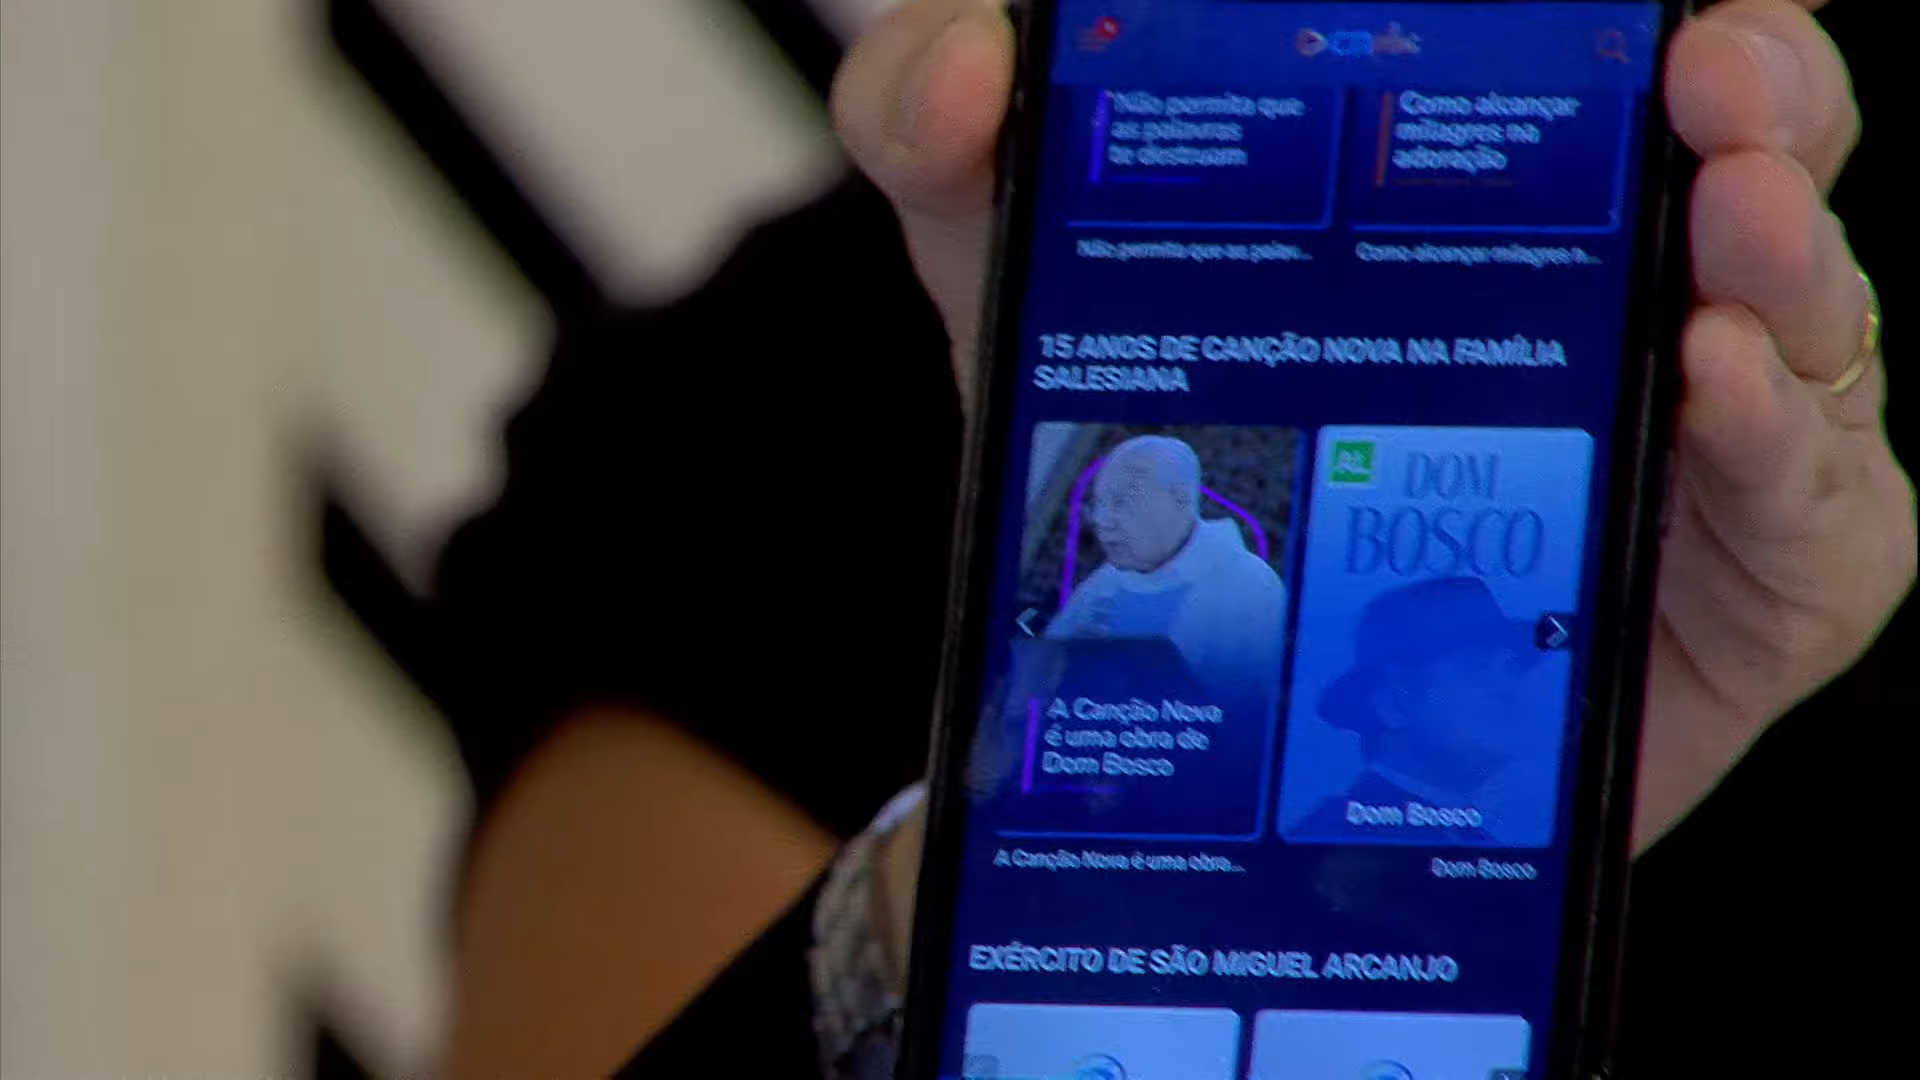 Não permita que
as palavras
te destruam
Como alcançar
milagres na
adoração
Não permita que as palav...
Como alcançar milagres n...
15 ANOS DE CANÇÃO NOVA NA FAMÍLIA
SALESIANA
A Canção Nova
é uma obra de
Dom Bosco
DOM
BOSCO
Dom Bosco
A Canção Nova é uma obra...
Dom Bosco
EXÉRCITO DE SÃO MIGUEL ARCANJO